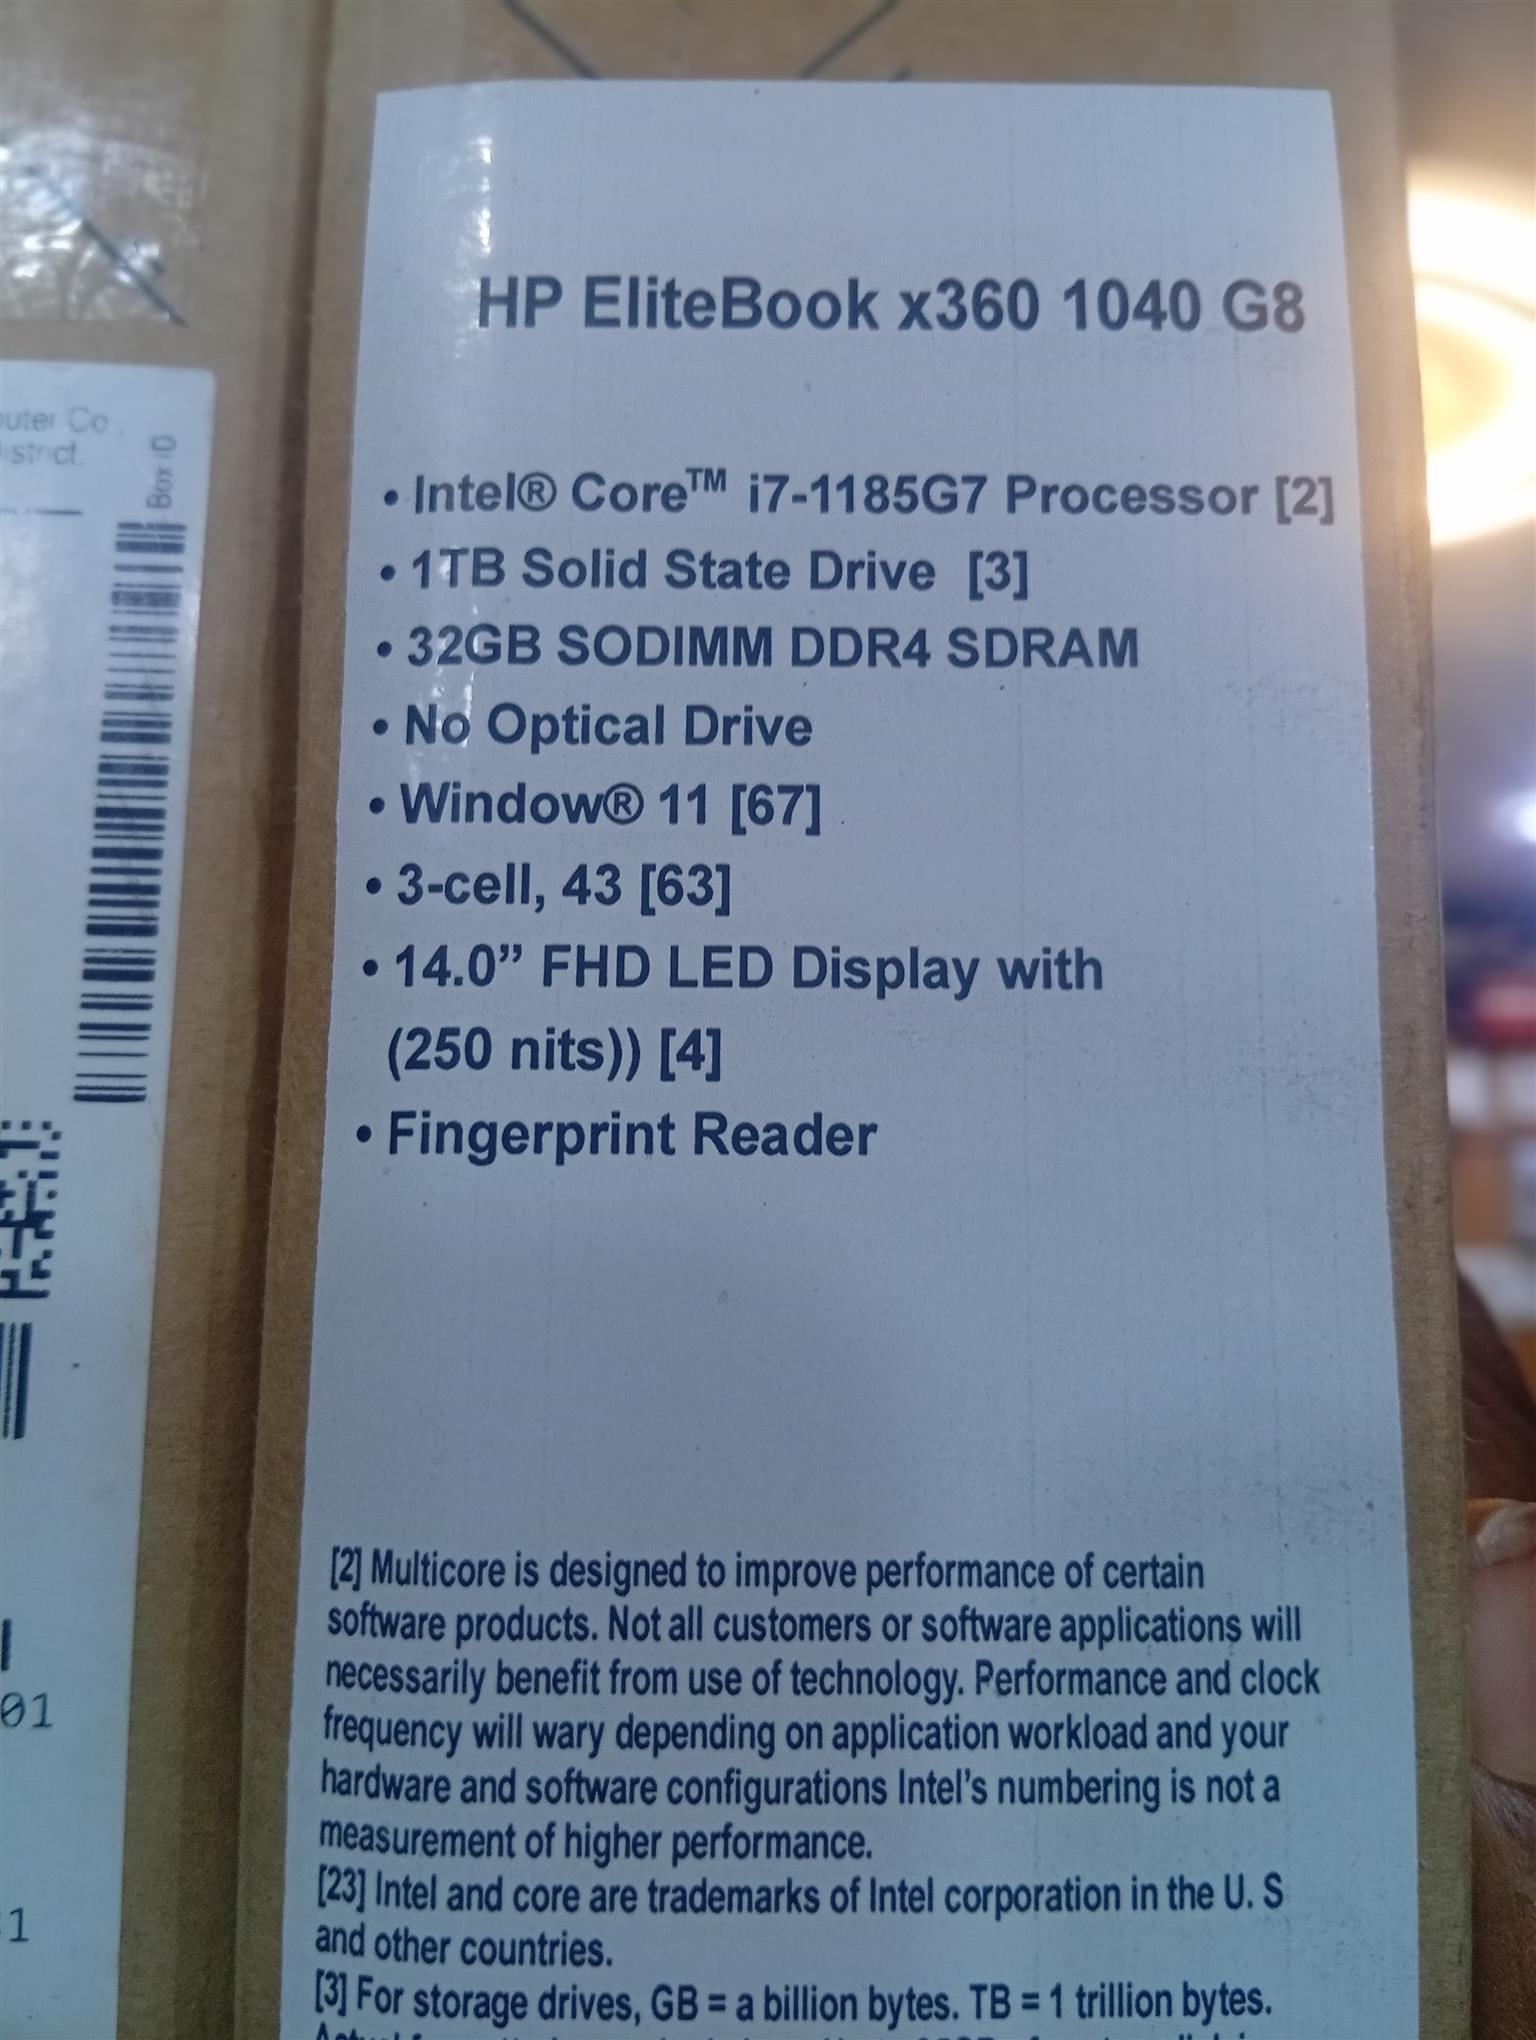 HP EliteBook x360 1040 G8
• Intel® Core™ i7-1185G7 Processor [2]
• 1TB Solid State Drive [3]
• 32GB SODIMM DDR4 SDRAM
• No Optical Drive
• Window® 11 [67]
• 3-cell, 43 [63]
• 14.0” FHD LED Display with
(250 nits)) [4]
• Fingerprint Reader
[2] Multicore is designed to improve performance of certain
software products. Not all customers or software applications will
necessarily benefit from use of technology. Performance and clock
frequency will wary depending on application workload and your
hardware and software configurations Intel’s numbering is not a
measurement of higher performance.
[23] Intel and core are trademarks of Intel corporation in the U. S
and other countries.
[3] For storage drives, GB = a billion bytes. TB = 1 trillion bytes.
Co.
Box ID
01
1